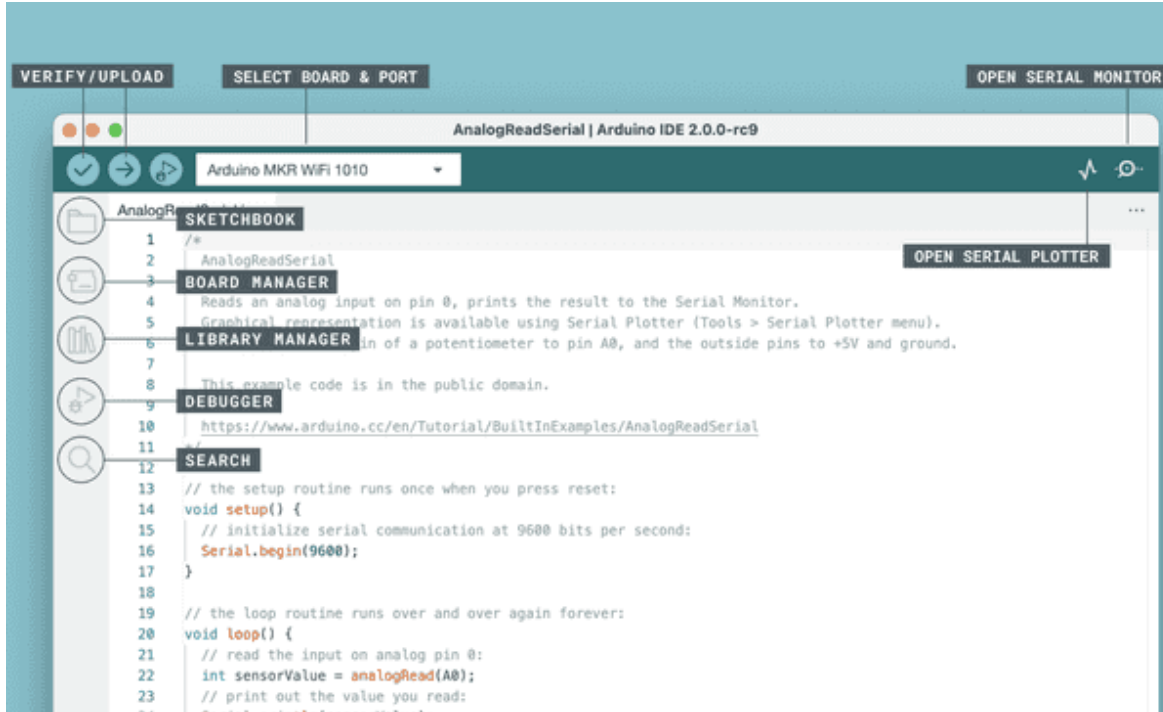 VERIFY/UPLOAD
SELECT BOARD & PORT
OPEN SERIAL MONITOR
AnalogReadSerial | Arduino IDE 2.0.0-rc9
Arduino MKR WiFi 1010
SKETCHBOOK
...
OPEN SERIAL PLOTTER
1 /*
2 AnalogReadSerial
3
BOARD MANAGER
4 Reads an analog input on pin 0, prints the result to the Serial Monitor.
5 Graphical representation is available using Serial Plotter (Tools > Serial Plotter menu).
LIBRARY MANAGER
6 of a potentiometer to pin A0, and the outside pins to +5V and ground.
7
8 This example code is in the public domain.
DEBUGGER
9
10 https://www.arduino.cc/en/Tutorial/BuiltInExamples/AnalogReadSerial
11 */
SEARCH
12
13 // the setup routine runs once when you press reset:
14 void setup() {
15 // initialize serial communication at 9600 bits per second:
16 Serial.begin(9600);
17 }
18
19 // the loop routine runs over and over again forever:
20 void loop() {
21 // read the input on analog pin 0:
22 int sensorValue = analogRead(A0);
23 // print out the value you read: